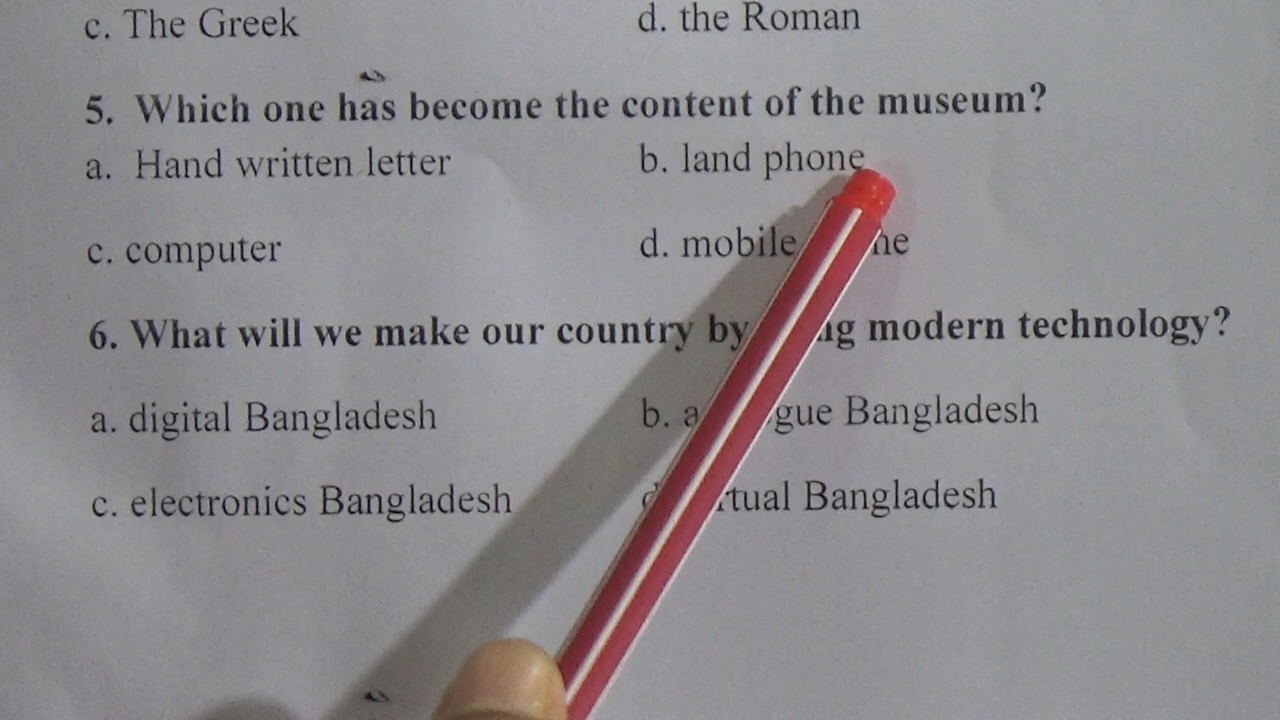 c. The Greek d. the Roman
5. Which one has become the content of the museum?
a. Hand written letter b. land phone
c. computer d. mobile
6. What will we make our country by modern technology?
a. digital Bangladesh b. Bangladesh
c. electronics Bangladesh Bangladesh